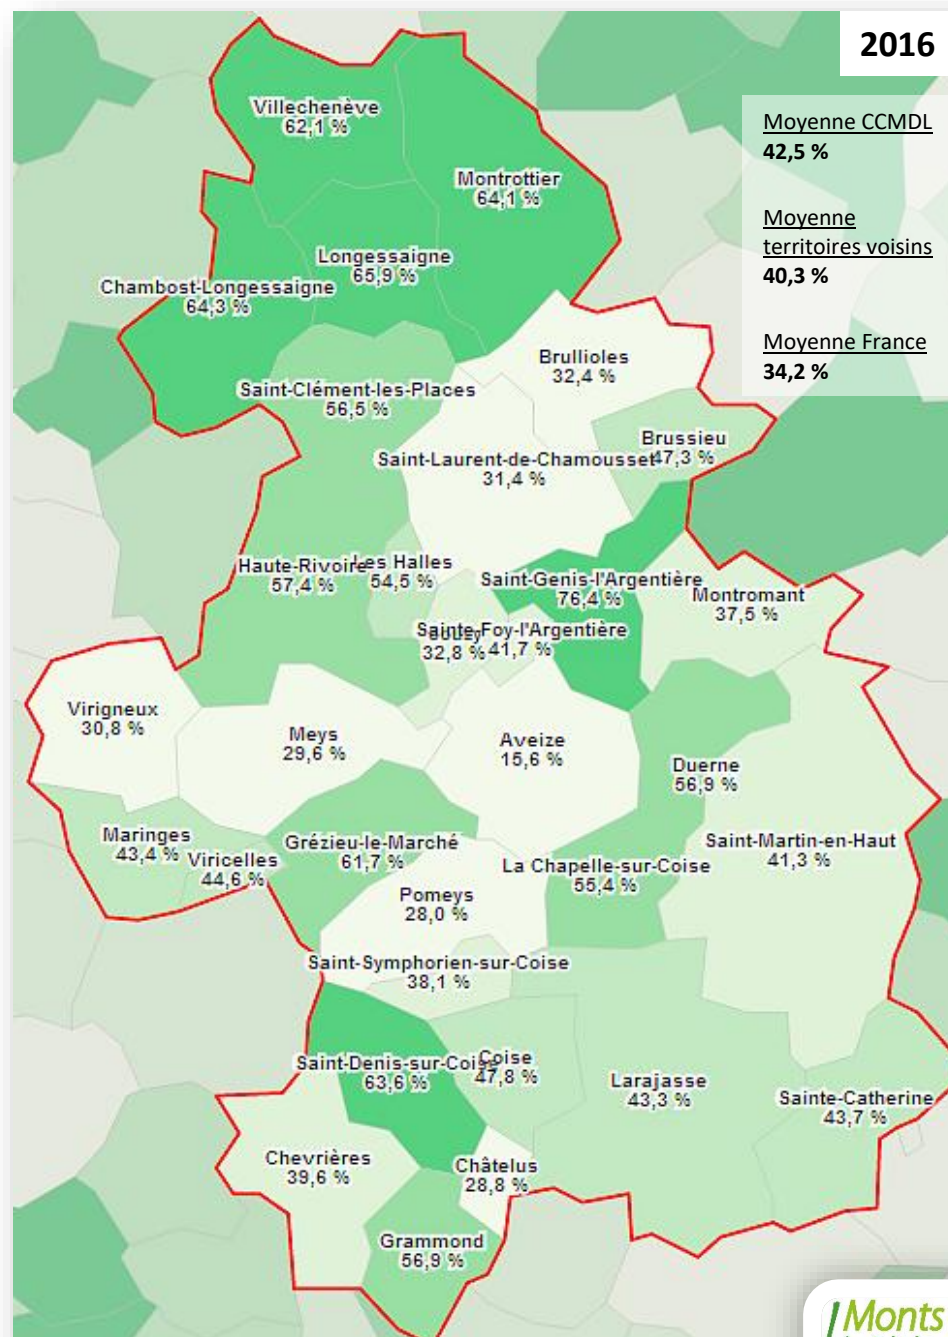 2016
Moyenne CCMDL
42,5 %
Moyenne
territoires voisins
40,3 %
Moyenne France
34,2 %
Villechenève
62,1 %
Montrottier
64,1 %
Longessaigne
65,9 %
Chambost-Longessaigne
64,3 %
Brullioles
32,4 %
Saint-Clément-les-Places
56,5 %
Brussieu
47,3 %
Saint-Laurent-de-Chamousset
31,4 %
Haute-Rivoire
57,4 %
Les Halles
54,5 %
Saint-Genis-l'Argentière
76,4 %
Montromant
37,5 %
Sainte-Foy-l'Argentière
41,7 %
32,8 %
Virigneux
30,8 %
Meys
29,6 %
Aveize
15,6 %
Duerne
56,9 %
Maringes
43,4 %
Viricelles
44,6 %
Grézieu-le-Marché
61,7 %
La Chapelle-sur-Coise
55,4 %
Saint-Martin-en-Haut
41,3 %
Pomeys
28,0 %
Saint-Symphorien-sur-Coise
38,1 %
Saint-Denis-sur-Coise
63,6 %
Coise
47,8 %
Larajasse
43,3 %
Sainte-Catherine
43,7 %
Chevrières
39,6 %
Châtelus
28,8 %
Grammond
56,9 %
Monts